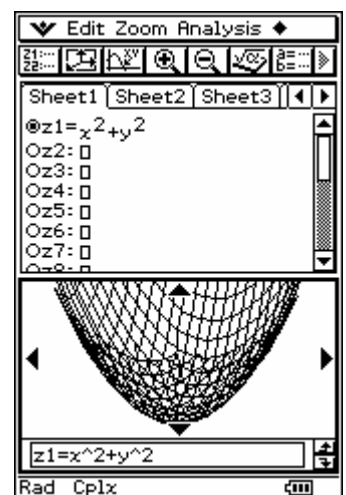 Edit Zoom Analysis
Sheet1 Sheet2 Sheet3
z1=x²+y²
z2:
z3:
z4:
z5:
z6:
z7:
z8:
z1=x^2+y^2
Rad Cplx